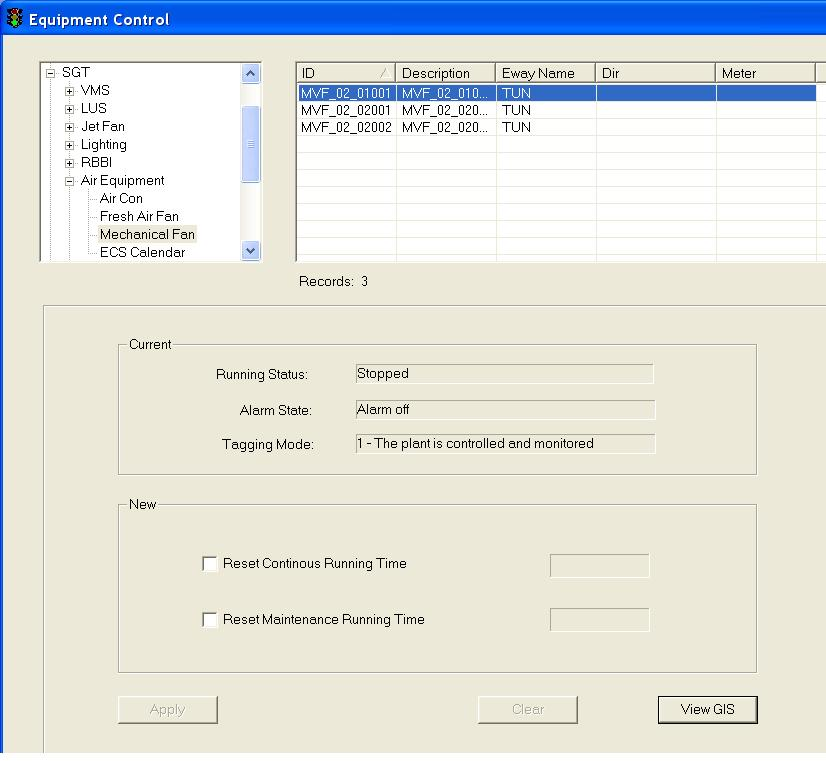 Equipment Control
SGT
VMS
LUS
Jet Fan
Lighting
RBBI
Air Equipment
Air Con
Fresh Air Fan
Mechanical Fan
ECS Calendar
ID Description Eway Name Dir Meter
MVF_02_01001 MVF_02_010... TUN
MVF_02_02001 MVF_02_020... TUN
MVF_02_02002 MVF_02_020... TUN
Records: 3
Current
Running Status: Stopped
Alarm State: Alarm off
Tagging Mode: 1 - The plant is controlled and monitored
New
Reset Continous Running Time
Reset Maintenance Running Time
Apply Clear View GIS